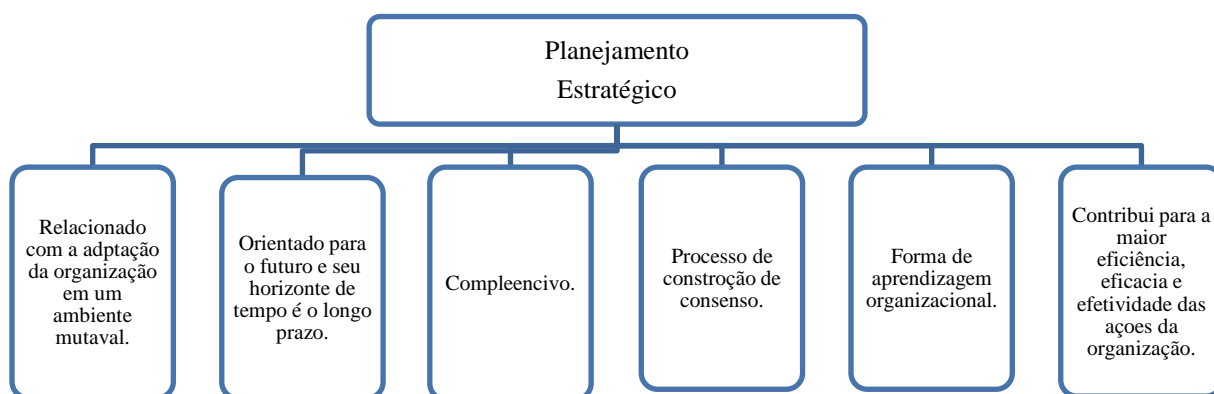 Planejamento
Estratégico
Relacionado
com a adptação
da organização
em um
ambiente
mutaval.
Orientado para
o futuro e seu
horizonte de
tempo é o longo
prazo.
Compleencivo.
Processo de
constroção de
consenso.
Forma de
aprendizagem
organizacional.
Contribui para a
maior
eficiência,
eficacia e
efetividade das
açoes da
organização.